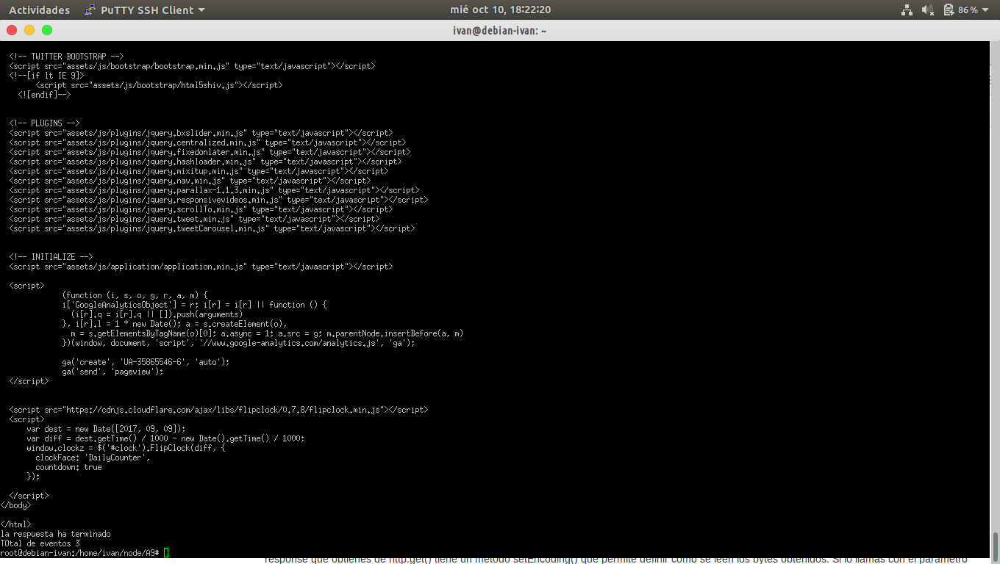 Actividades PuTTY SSH Client mié oct 10, 18:22:20 86 %
ivan@debian-ivan: ~
<!-- TWITTER BOOTSTRAP -->
<script src="assets/js/bootstrap/bootstrap.min.js" type="text/javascript"></script>
<!--[if lt IE 9]>
<script src="assets/js/bootstrap/html5shiv.js"></script>
<![endif]-->
<!-- PLUGINS -->
<script src="assets/js/plugins/jquery.bxslider.min.js" type="text/javascript"></script>
<script src="assets/js/plugins/jquery.centralized.min.js" type="text/javascript"></script>
<script src="assets/js/plugins/jquery.fixedonlater.min.js" type="text/javascript"></script>
<script src="assets/js/plugins/jquery.hashloader.min.js" type="text/javascript"></script>
<script src="assets/js/plugins/jquery.mixitup.min.js" type="text/javascript"></script>
<script src="assets/js/plugins/jquery.nav.min.js" type="text/javascript"></script>
<script src="assets/js/plugins/jquery.parallax-1.1.3.min.js" type="text/javascript"></script>
<script src="assets/js/plugins/jquery.responsivevideos.min.js" type="text/javascript"></script>
<script src="assets/js/plugins/jquery.scrollTo.min.js" type="text/javascript"></script>
<script src="assets/js/plugins/jquery.tweet.min.js" type="text/javascript"></script>
<script src="assets/js/plugins/jquery.tweetCarousel.min.js" type="text/javascript"></script>
<!-- INITIALIZE -->
<script src="assets/js/application/application.min.js" type="text/javascript"></script>
<script>
(function (i, s, o, g, r, a, m) {
i['GoogleAnalyticsObject'] = r; i[r] = i[r] || function () {
(i[r].q = i[r].q || []).push(arguments)
}, i[r].l = 1 * new Date(); a = s.createElement(o),
m = s.getElementsByTagName(o)[0]; a.async = 1; a.src = g; m.parentNode.insertBefore(a, m)
})(window, document, 'script', '//www.google-analytics.com/analytics.js', 'ga');
ga('create', 'UA-35865546-6', 'auto');
ga('send', 'pageview');
</script>
<script src="https://cdnjs.cloudflare.com/ajax/libs/flipclock/0.7.8/flipclock.min.js"></script>
<script>
var dest = new Date([2017, 09, 09]);
var diff = dest.getTime() / 1000 - new Date().getTime() / 1000;
window.clockz = $('#clock').FlipClock(diff, {
clockFace: 'DailyCounter',
countdown: true
});
</script>
</body>
</html>
la respuesta ha terminado
TOtal de eventos 3
root@debian-ivan:/home/ivan/node/A9#
response que obtienes de http.get() tiene un método setEncoding() que permite definir cómo se leen los bytes obtenidos. Si lo llamas con el parámetro